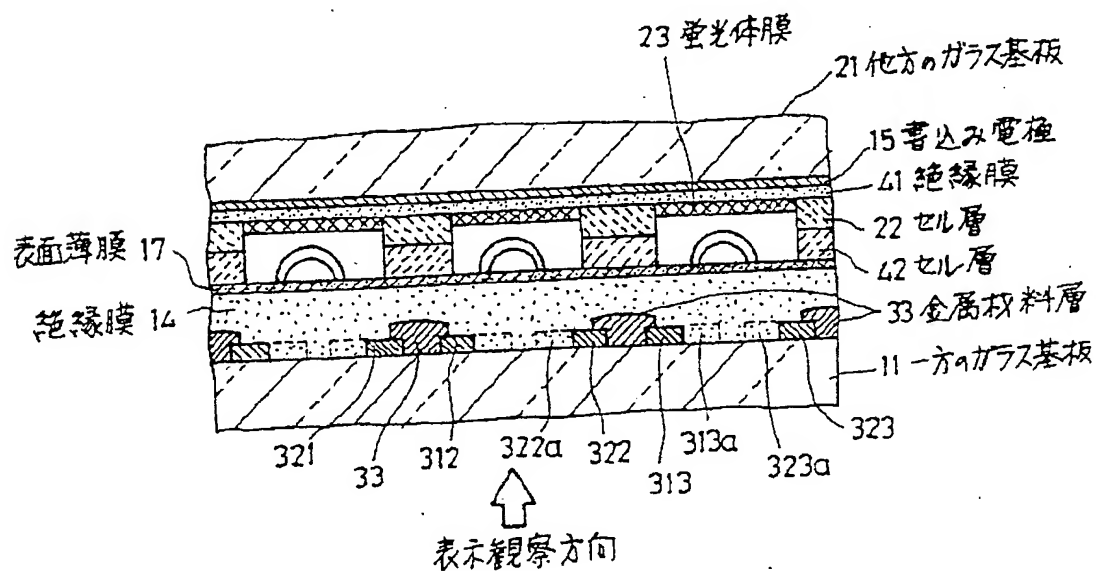 23 蛍光体膜
21 他方のガラス基板
15 書込み電極
41 絶縁膜
22 セル層
表面薄膜 17
42 セル層
絶縁膜 14
33 金属材料層
11 一方のガラス基板
321 33 312 322a 322 313 313a 323a 323
表示観察方向